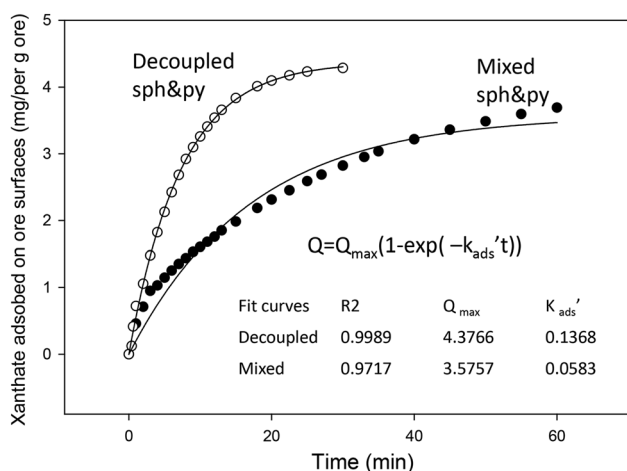 Xanthate adsobed on ore surfaces (mg/per g ore)
5
4
3
2
1
0
Decoupled
sph&py
Mixed
sph&py
Q=Qmax(1-exp( −kads't))
Fit curves R2 Q max K ads'
Decoupled 0.9989 4.3766 0.1368
Mixed 0.9717 3.5757 0.0583
0 20 40 60
Time (min)